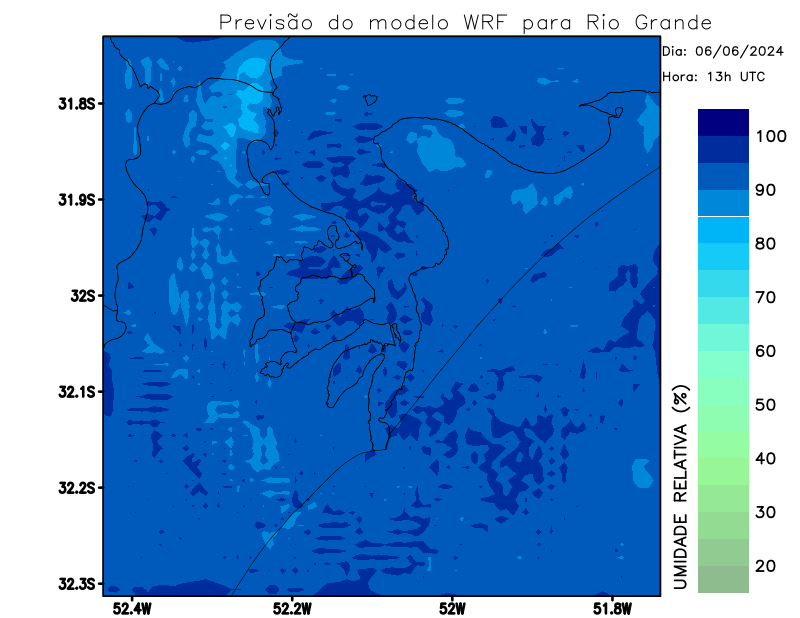 Previsão do modelo WRF para Rio Grande
Dia: 06/06/2024
Hora: 13h UTC
31.8S
31.9S
32S
32.1S
32.2S
32.3S
52.4W
52.2W
52W
51.8W
100
90
80
70
60
50
40
30
20
UMIDADE RELATIVA (%)